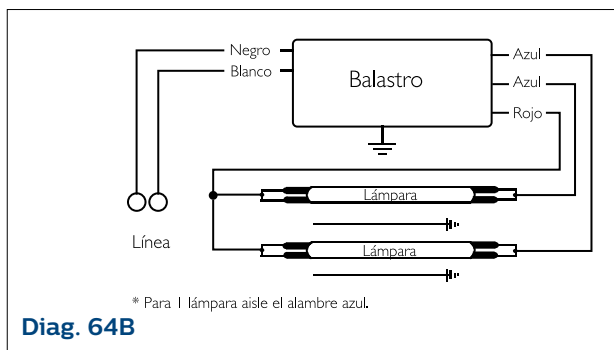 Negro
Blanco
Balastro
Azul
Azul
Rojo
Lámpara
Lámpara
Línea
* Para 1 lámpara aisle el alambre azul.
Diag. 64B